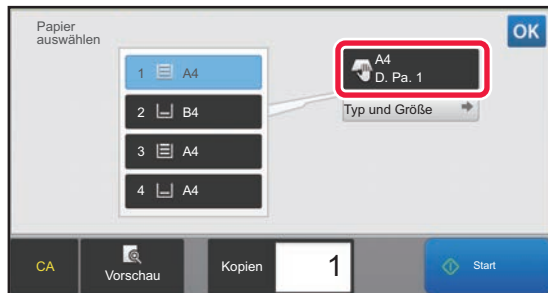 Papier
auswählen
OK
1 A4
2 B4
3 A4
4 A4
A4
D. Pa. 1
Typ und Größe
CA
Vorschau
Kopien
1
Start